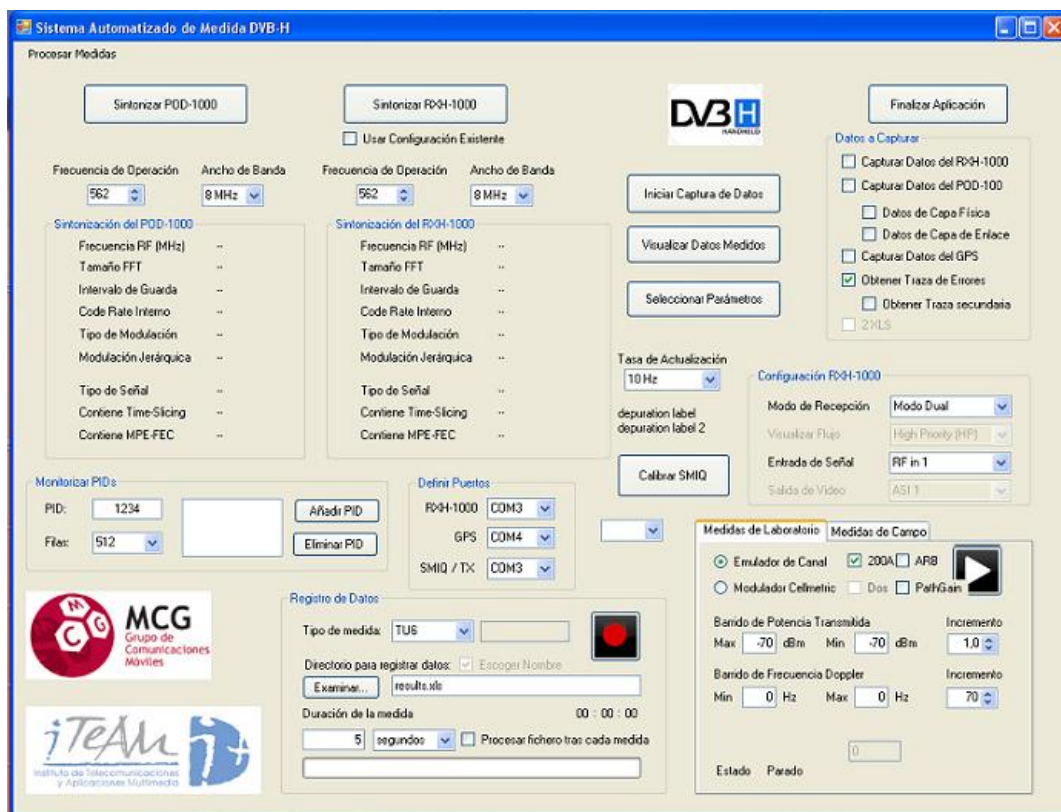 Sistema Automatizado de Medida DVB-H
Procesar Medidas
Sintonizar POD-1000
Sintonizar RXH-1000
Usar Configuración Existente
Frecuencia de Operación
Ancho de Banda
562
8 MHz
Frecuencia de Operación
Ancho de Banda
562
8 MHz
Sintonización del POD-1000
Frecuencia RF (MHz) --
Tamaño FFT --
Intervalo de Guarda --
Code Rate Interno --
Tipo de Modulación --
Modulación Jerárquica --
Tipo de Señal --
Contiene Time-Slicing --
Contiene MPE-FEC --
Sintonización del RXH-1000
Frecuencia RF (MHz) --
Tamaño FFT --
Intervalo de Guarda --
Code Rate Interno --
Tipo de Modulación --
Modulación Jerárquica --
Tipo de Señal --
Contiene Time-Slicing --
Contiene MPE-FEC --
DVB H
HANDHELD
Iniciar Captura de Datos
Visualizar Datos Medidos
Seleccionar Parámetros
Tasa de Actualización
10 Hz
depuration label
depuration label 2
Calibrar SMIQ
Finalizar Aplicación
Datos a Capturar
Capturar Datos del RXH-1000
Capturar Datos del POD-100
Datos de Capa Física
Datos de Capa de Enlace
Capturar Datos del GPS
Obtener Traza de Errores
Obtener Traza secundaria
2 XLS
Configuración RXH-1000
Modo de Recepción Modo Dual
Visualizar Flujo High Priority (HP)
Entrada de Señal RF in 1
Salida de Video ASI 1
Monitorizar PIDs
PID: 1234
Filas: 512
Añadir PID
Eliminar PID
Definir Puertos
RXH-1000 COM3
GPS COM4
SMIQ / TX COM3
MCG
Grupo de
Comunicaciones
Móviles
M C G
iTEAM
Instituto de Telecomunicaciones
y Aplicaciones Multimedia
Registro de Datos
Tipo de medida: TU6
Directorio para registrar datos: Escoger Nombre
Examinar... results.xls
Duración de la medida 00 : 00 : 00
5 segundos Procesar fichero tras cada medida
Medidas de Laboratorio Medidas de Campo
Emulador de Canal 200A ARB
Modulador Cellmetric Dos PathGain
Barrido de Potencia Transmitida Incremento
Max -70 dBm Min -70 dBm 1,0
Barrido de Frecuencia Doppler Incremento
Min 0 Hz Max 0 Hz 70
0
Estado Parado